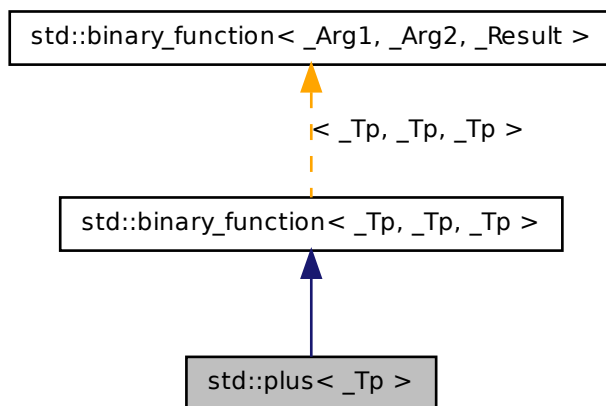 std::binary_function< _Arg1, _Arg2, _Result >
< _Tp, _Tp, _Tp >
std::binary_function< _Tp, _Tp, _Tp >
std::plus< _Tp >